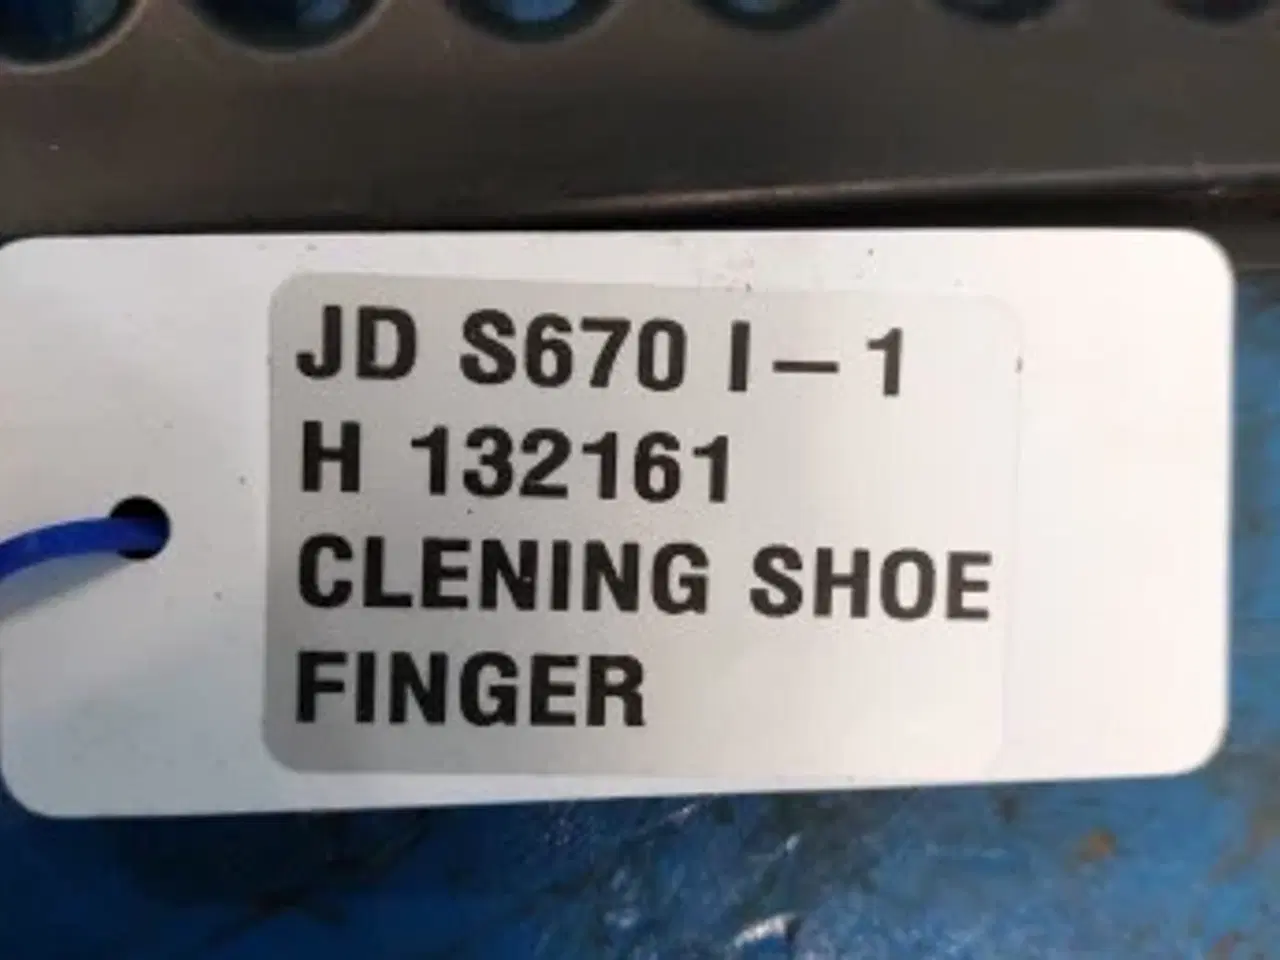 JD S670 I-1
H 132161
CLENING SHOE
FINGER